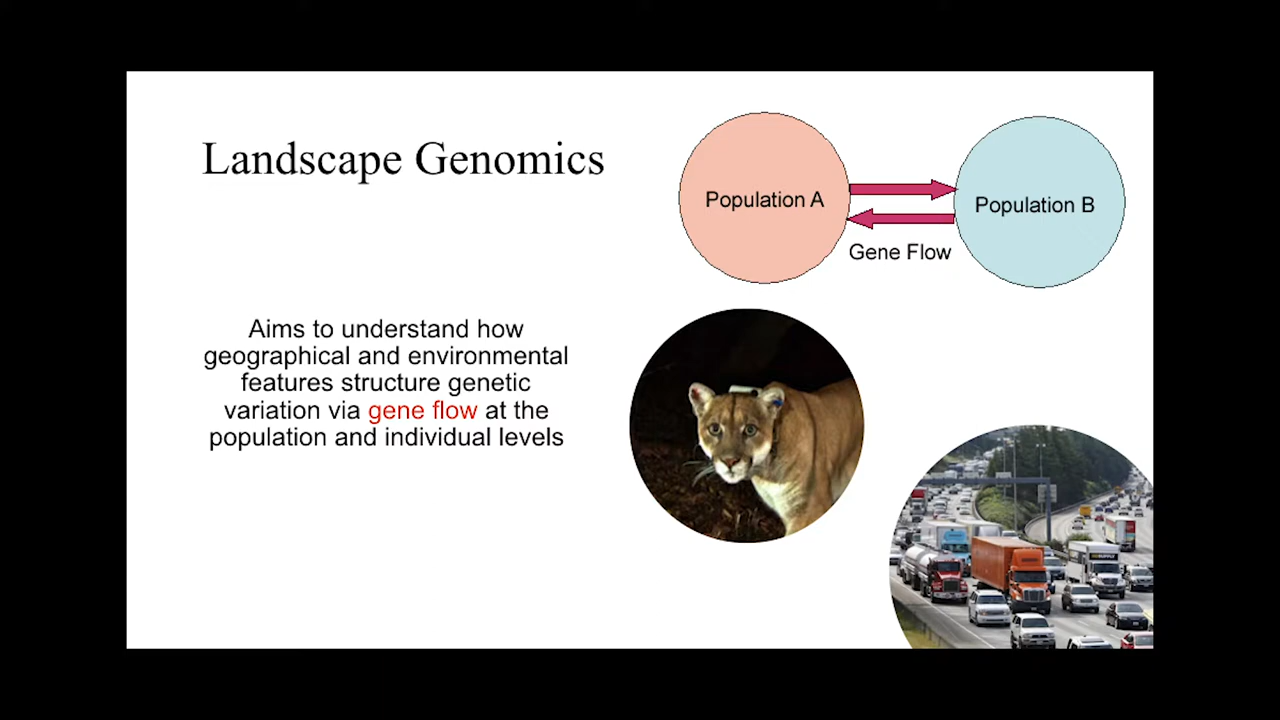 Landscape Genomics
Population A
Population B
Gene Flow
Aims to understand how
geographical and environmental
features structure genetic
variation via gene flow at the
population and individual levels